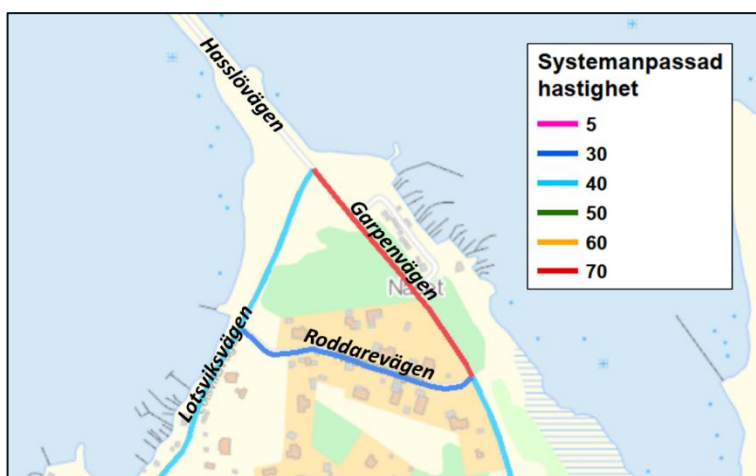 Hasslövägen
Systemanpassad
hastighet
5
30
40
50
60
70
Garpenvägen
Roddarevägen
Lotsviksvägen